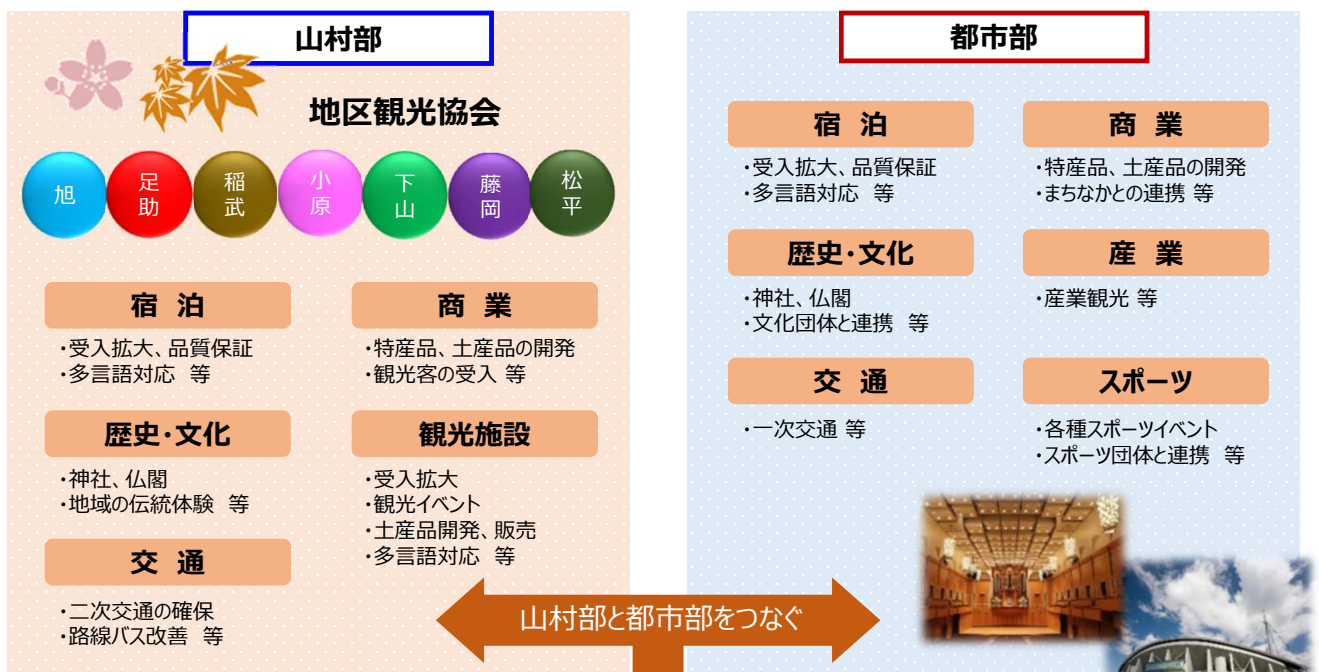 山村部
地区観光協会
旭
足助
稲武
小原
下山
藤岡
松平
宿 泊
・受入拡大、品質保証
・多言語対応 等
商 業
・特産品、土産品の開発
・観光客の受入 等
歴史・文化
・神社、仏閣
・地域の伝統体験 等
観光施設
・受入拡大
・観光イベント
・土産品開発、販売
・多言語対応 等
交 通
・二次交通の確保
・路線バス改善 等
都市部
宿 泊
・受入拡大、品質保証
・多言語対応 等
商 業
・特産品、土産品の開発
・まちなかとの連携 等
歴史・文化
・神社、仏閣
・文化団体と連携 等
産 業
・産業観光 等
交 通
・一次交通 等
スポーツ
・各種スポーツイベント
・スポーツ団体と連携 等
山村部と都市部をつなぐ